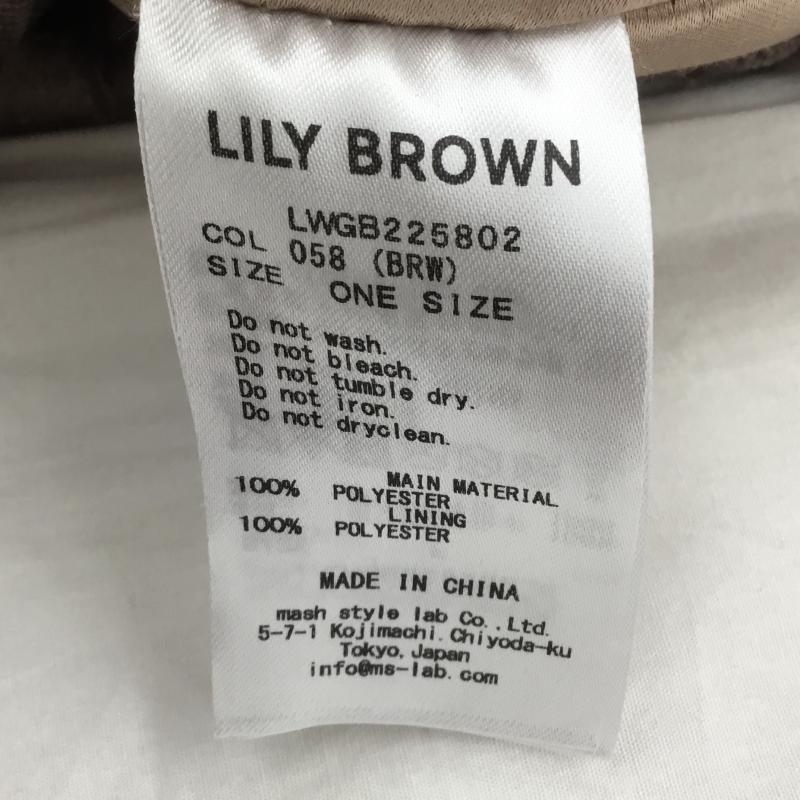 LILY BROWN
LWGB225802
COL 058 (BRW)
SIZE ONE SIZE
Do not wash.
Do not bleach.
Do not tumble dry.
Do not iron.
Do not dryclean.
MAIN MATERIAL
100% POLYESTER
LINING
100% POLYESTER
MADE IN CHINA
mash style lab Co.,Ltd.
5-7-1 Kojimachi.Chiyoda-ku
Tokyo,Japan
info@ms-lab.com